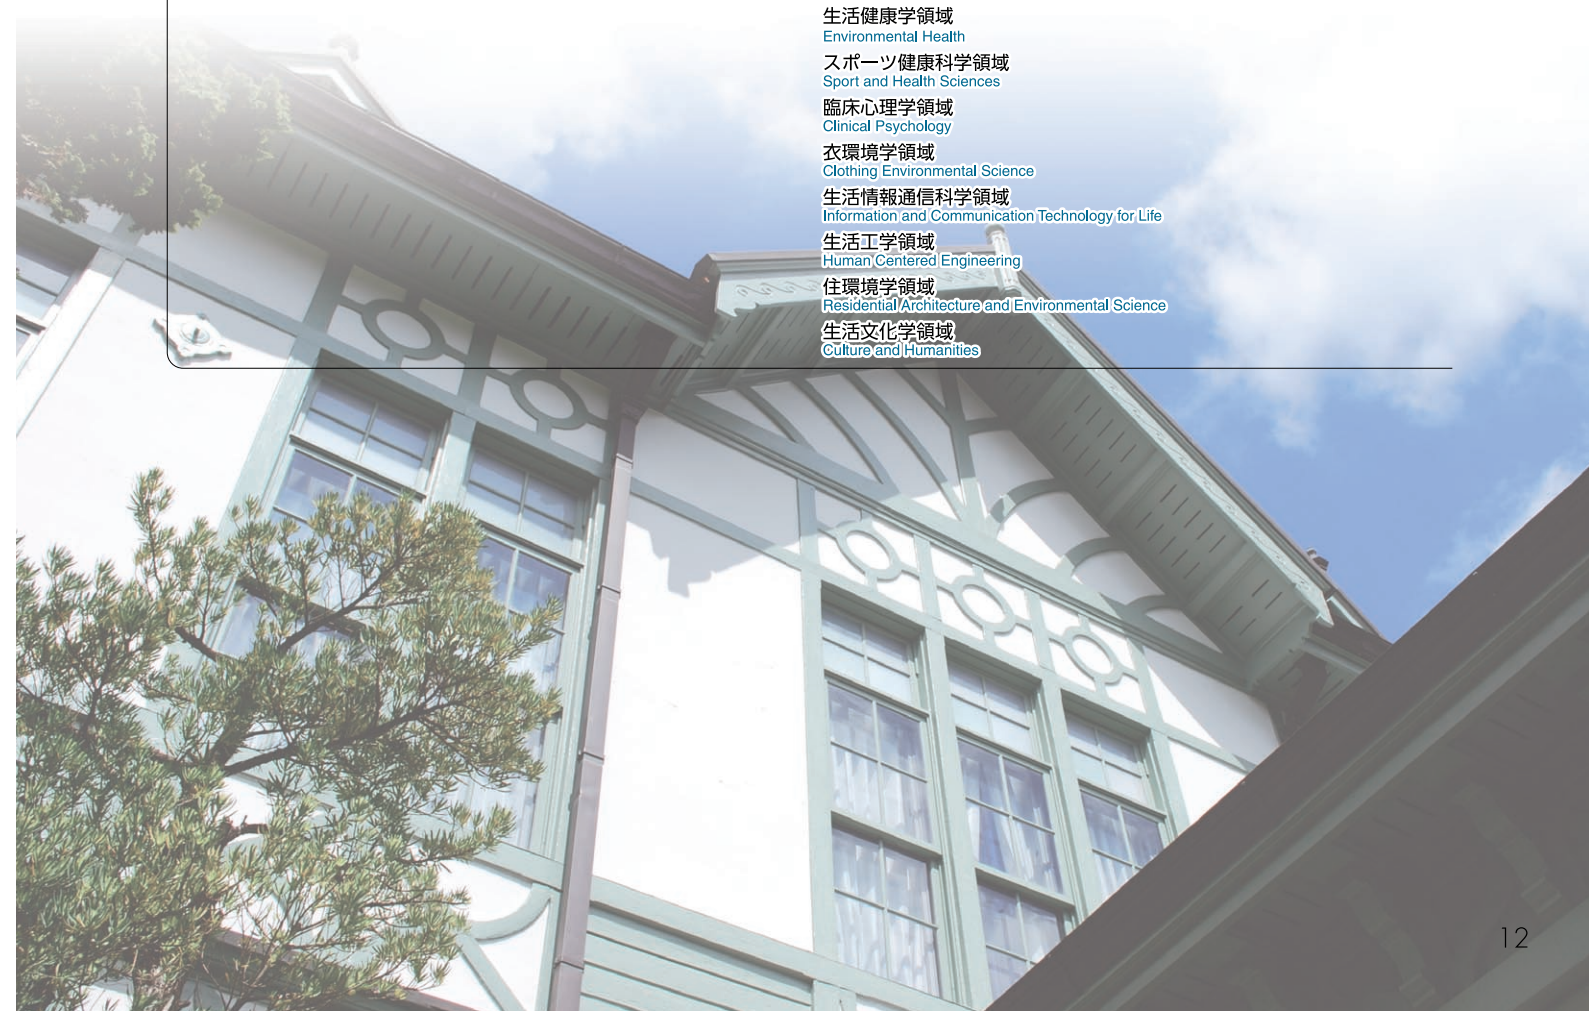 生活健康学領域
Environmental Health
スポーツ健康科学領域
Sport and Health Sciences
臨床心理学領域
Clinical Psychology
衣環境学領域
Clothing Environmental Science
生活情報通信科学領域
Information and Communication Technology for Life
生活工学領域
Human Centered Engineering
住環境学領域
Residential Architecture and Environmental Science
生活文化学領域
Culture and Humanities
12